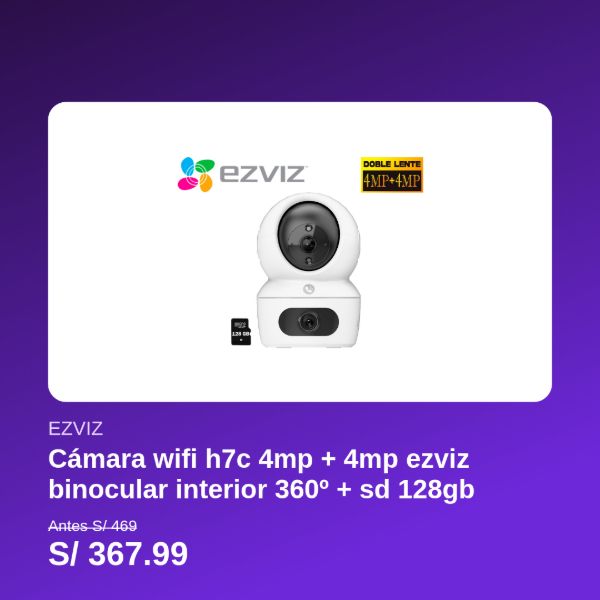 ezviz
DOBLE LENTE
4MP+4MP
128 GB
EZVIZ
Cámara wifi h7c 4mp + 4mp ezviz
binocular interior 360º + sd 128gb
Antes S/ 469
S/ 367.99